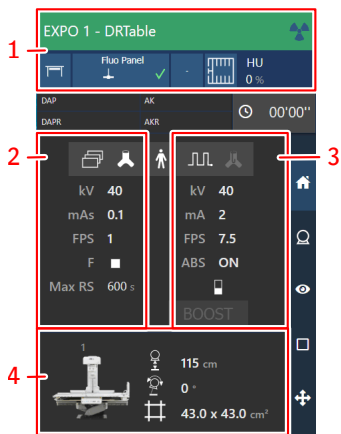 EXPO 1 - DRTable
1
Fluo Panel
-
HU
0 %
DAP
AK
00'00''
DAPR
AKR
2
3
kV 40
kV 40
mAs 0.1
mA 2
FPS 1
FPS 7.5
F
ABS ON
Max RS 600 s
BOOST
1
115 cm
4
0 °
43.0 x 43.0 cm²